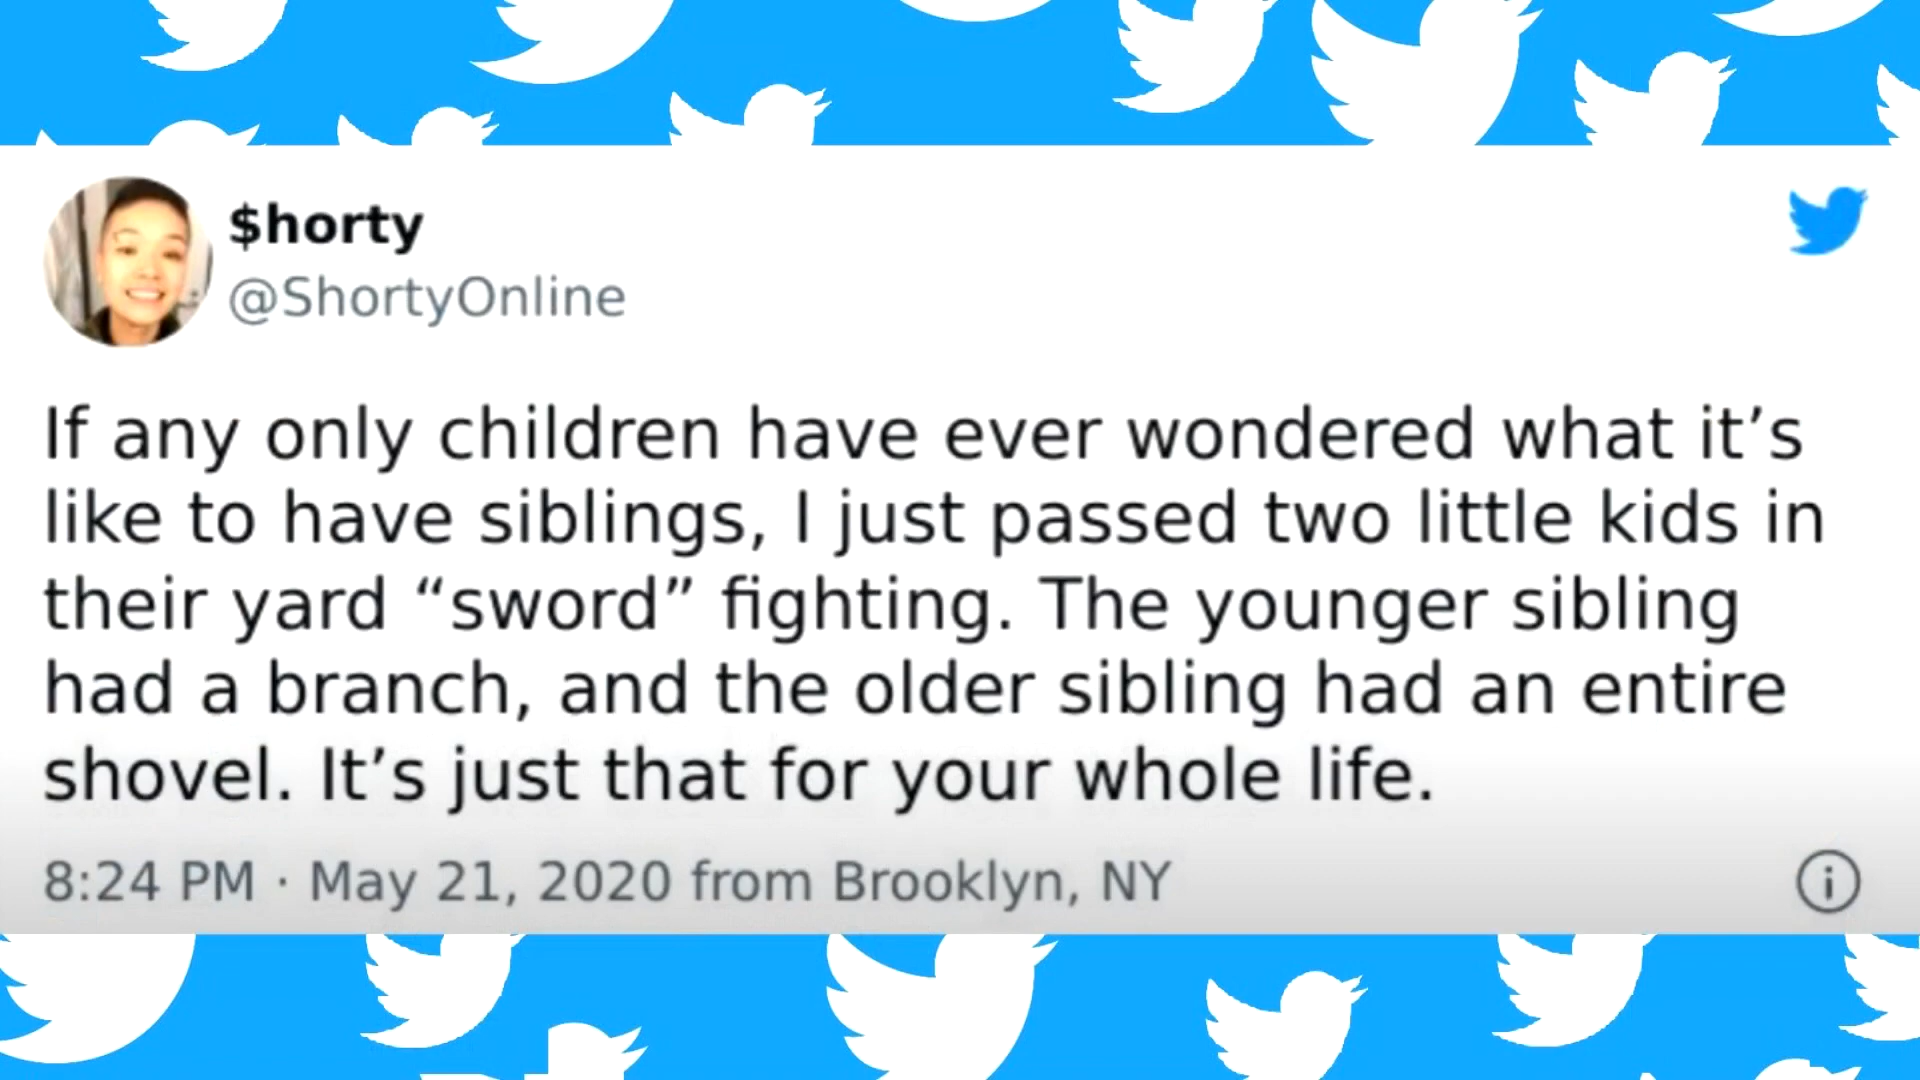 $horty
@ShortyOnline
If any only children have ever wondered what it’s
like to have siblings, I just passed two little kids in
their yard “sword” fighting. The younger sibling
had a branch, and the older sibling had an entire
shovel. It’s just that for your whole life.
8:24 PM · May 21, 2020 from Brooklyn, NY